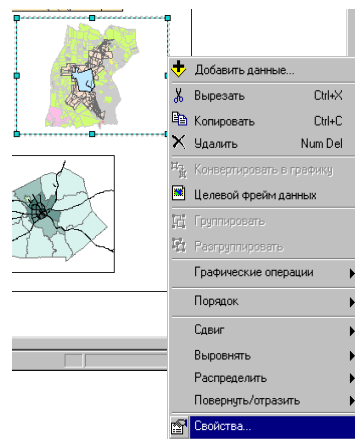 Добавить данные...
Вырезать Ctrl+X
Копировать Ctrl+C
Удалить Num Del
Конвертировать в графику
Целевой фрейм данных
Группировать
Разгруппировать
Графические операции
Порядок
Сдвиг
Выровнять
Распределить
Повернуть/отразить
Свойства...